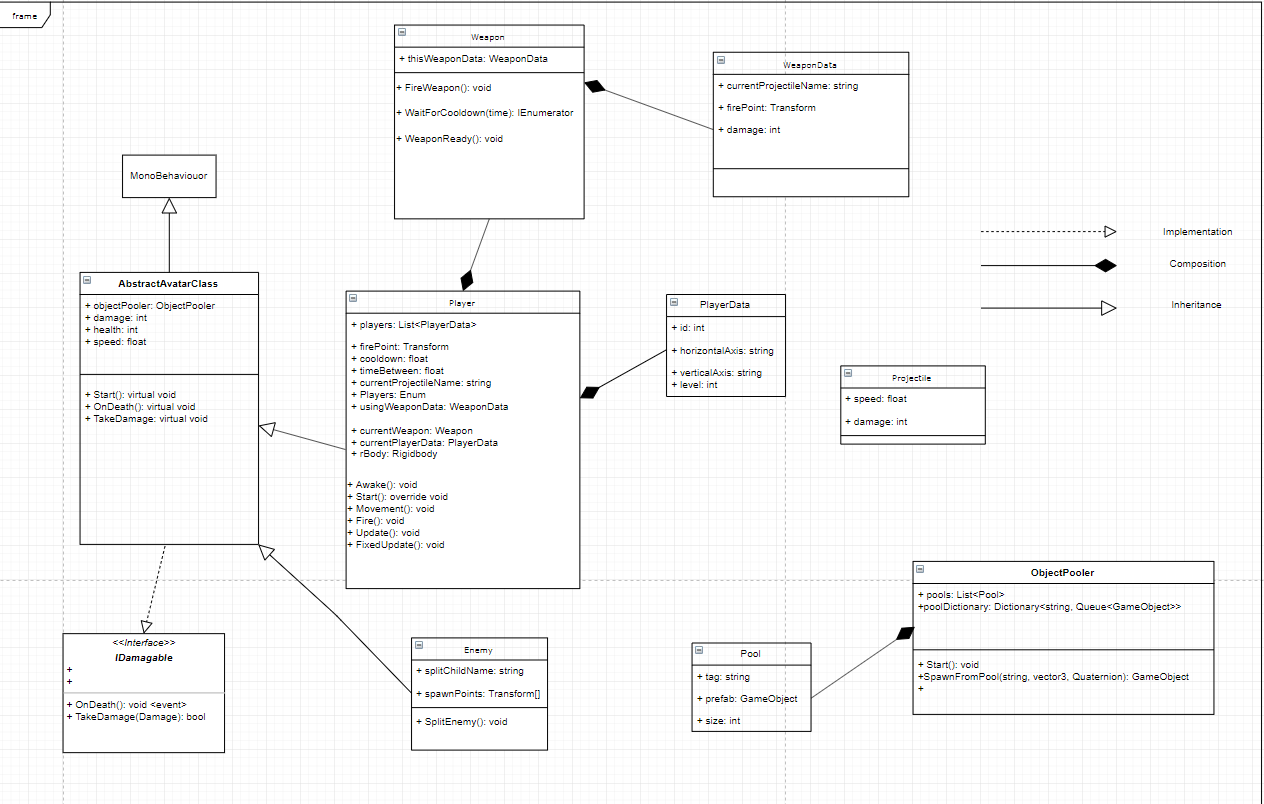 frame
Weapon
+ thisWeaponData: WeaponData
+ FireWeapon(): void
+ WaitForCooldown(time): IEnumerator
+ WeaponReady(): void
WeaponData
+ currentProjectileName: string
+ firePoint: Transform
+ damage: int
MonoBehaviouor
Implementation
Composition
Inheritance
AbstractAvatarClass
+ objectPooler: ObjectPooler
+ damage: int
+ health: int
+ speed: float
+ Start(): virtual void
+ OnDeath(): virtual void
+ TakeDamage: virtual void
Player
+ players: List<PlayerData>
+ firePoint: Transform
+ cooldown: float
+ timeBetween: float
+ currentProjectileName: string
+ Players: Enum
+ usingWeaponData: WeaponData
+ currentWeapon: Weapon
+ currentPlayerData: PlayerData
+ rBody: Rigidbody
+ Awake(): void
+ Start(): override void
+ Movement(): void
+ Fire(): void
+ Update(): void
+ FixedUpdate(): void
PlayerData
+ id: int
+ horizontalAxis: string
+ verticalAxis: string
+ level: int
Projectile
+ speed: float
+ damage: int
<<Interface>>
IDamagable
+
+
+ OnDeath(): void <event>
+ TakeDamage(Damage): bool
Enemy
+ splitChildName: string
+ spawnPoints: Transform[]
+ SplitEnemy(): void
Pool
+ tag: string
+ prefab: GameObject
+ size: int
ObjectPooler
+ pools: List<Pool>
+poolDictionary: Dictionary<string, Queue<GameObject>>
+ Start(): void
+SpawnFromPool(string, vector3, Quaternion): GameObject
+